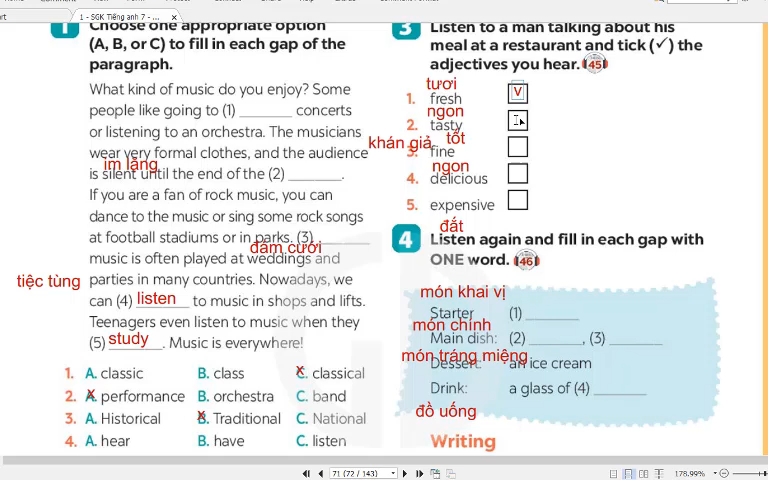 1 - SGK Tiếng anh 7 -...
1 Choose one appropriate option
(A, B, or C) to fill in each gap of the
paragraph.
What kind of music do you enjoy? Some
people like going to (1) ________ concerts
or listening to an orchestra. The musicians
wear very formal clothes, and the audience
khán giả
im lặng
is silent until the end of the (2) ________.
If you are a fan of rock music, you can
dance to the music or sing some rock songs
at football stadiums or in parks. (3) ________
đám cưới
music is often played at weddings and
tiệc tùng
parties in many countries. Nowadays, we
can (4) listen to music in shops and lifts.
Teenagers even listen to music when they
(5) study. Music is everywhere!
1. A. classic B. class C. classical
2. A. performance B. orchestra C. band
3. A. Historical B. Traditional C. National
4. A. hear B. have C. listen
3 Listen to a man talking about his
meal at a restaurant and tick (✓) the
adjectives you hear. 45
tươi
1. fresh V
ngon
2. tasty
tốt
3. fine
ngon
4. delicious
5. expensive
đắt
4 Listen again and fill in each gap with
ONE word. 46
món khai vị
Starter (1) ________
món chính
Main dish: (2) ________, (3) ________
món tráng miệng
Dessert: an ice cream
Drink: a glass of (4) ________
đồ uống
Writing
71 (72 / 143)
178.99%